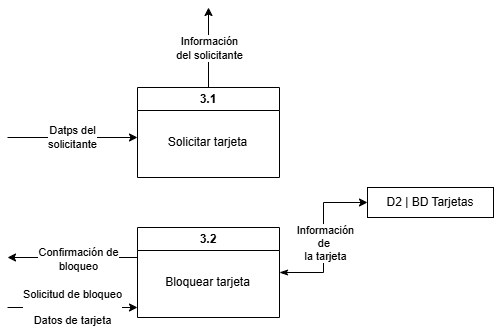 Información
del solicitante
3.1
Datps del
solicitante
Solicitar tarjeta
D2 | BD Tarjetas
3.2
Información
de
la tarjeta
Confirmación de
bloqueo
Bloquear tarjeta
Solicitud de bloqueo
Datos de tarjeta